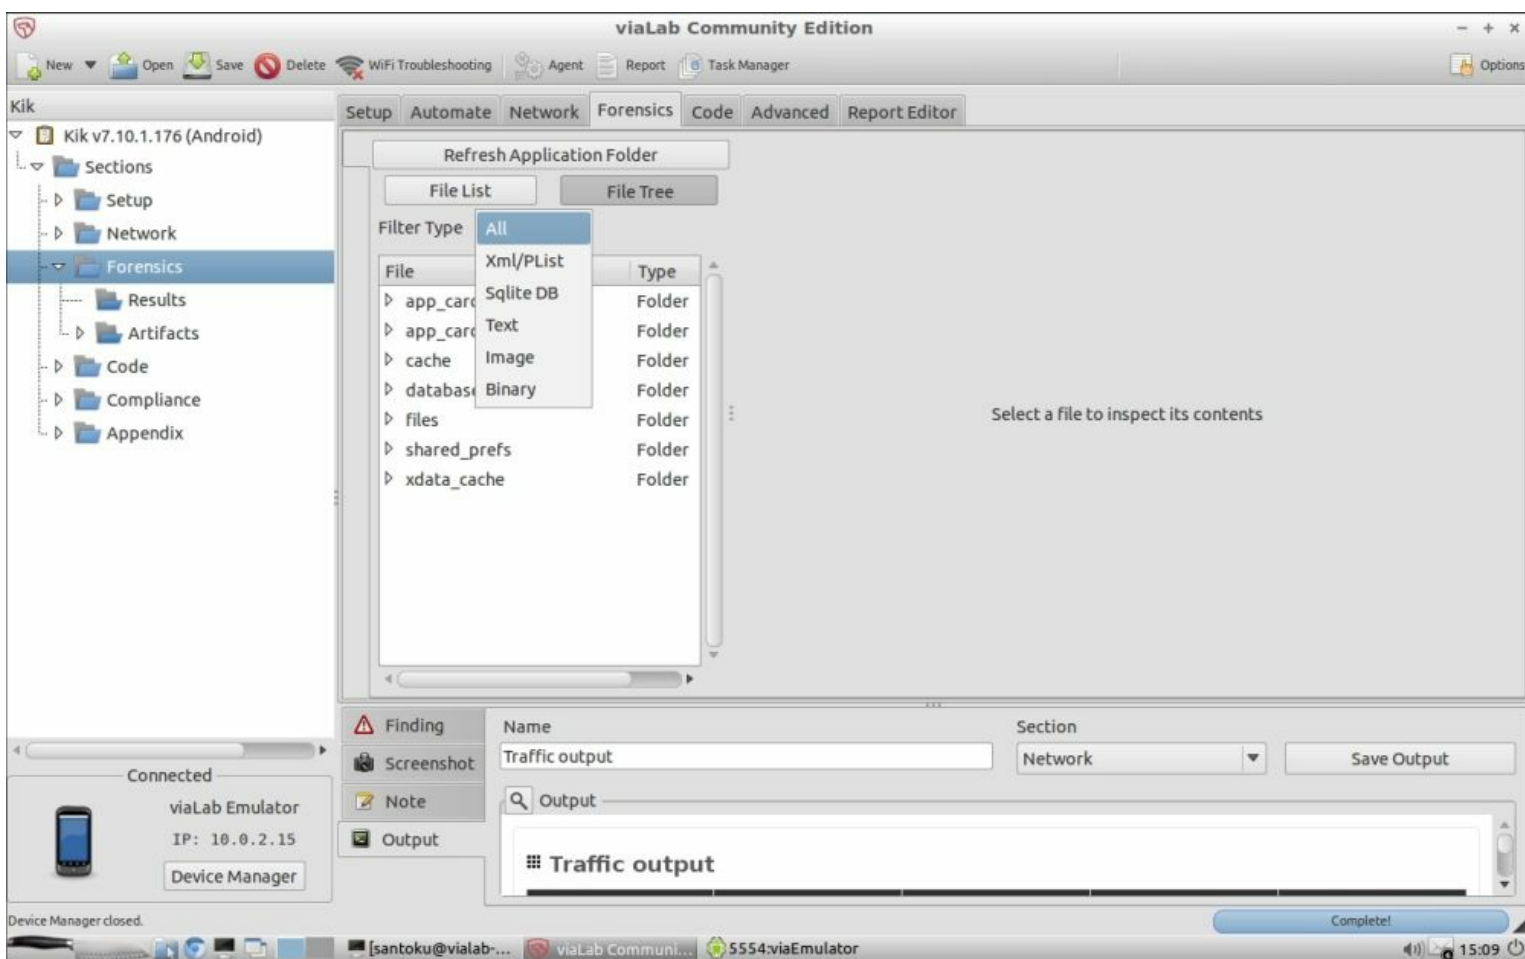 viaLab Community Edition
New Open Save Delete WiFi Troubleshooting Agent Report Task Manager Options
Kik
Kik v7.10.1.176 (Android)
Sections
Setup
Network
Forensics
Results
Artifacts
Code
Compliance
Appendix
Setup Automate Network Forensics Code Advanced Report Editor
Refresh Application Folder
File List File Tree
Filter Type All
Xml/PList
Sqlite DB
Text
Image
Binary
File Type
app_card Folder
app_card Folder
cache Folder
database Folder
files Folder
shared_prefs Folder
xdata_cache Folder
Select a file to inspect its contents
Connected
viaLab Emulator
IP: 10.0.2.15
Device Manager
Finding
Screenshot
Note
Output
Name
Traffic output
Section
Network
Save Output
Output
Traffic output
Device Manager closed.
Complete!
[santoku@vialab-... viaLab Communi... 5554:viaEmulator 15:09